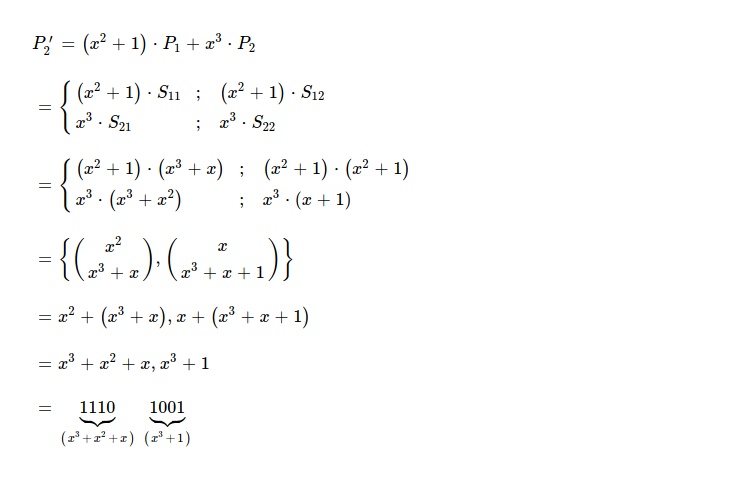 P₂′ = (x² + 1) · P₁ + x³ · P₂
= { (x² + 1) · S₁₁ ; (x² + 1) · S₁₂
x³ · S₂₁ ; x³ · S₂₂
= { (x² + 1) · (x³ + x) ; (x² + 1) · (x² + 1)
x³ · (x³ + x²) ; x³ · (x + 1)
= { ( x² x³ + x ), ( x x³ + x + 1 ) }
= x² + (x³ + x), x + (x³ + x + 1)
= x³ + x² + x, x³ + 1
= 1110 1001
(x³+x²+x) (x³+1)